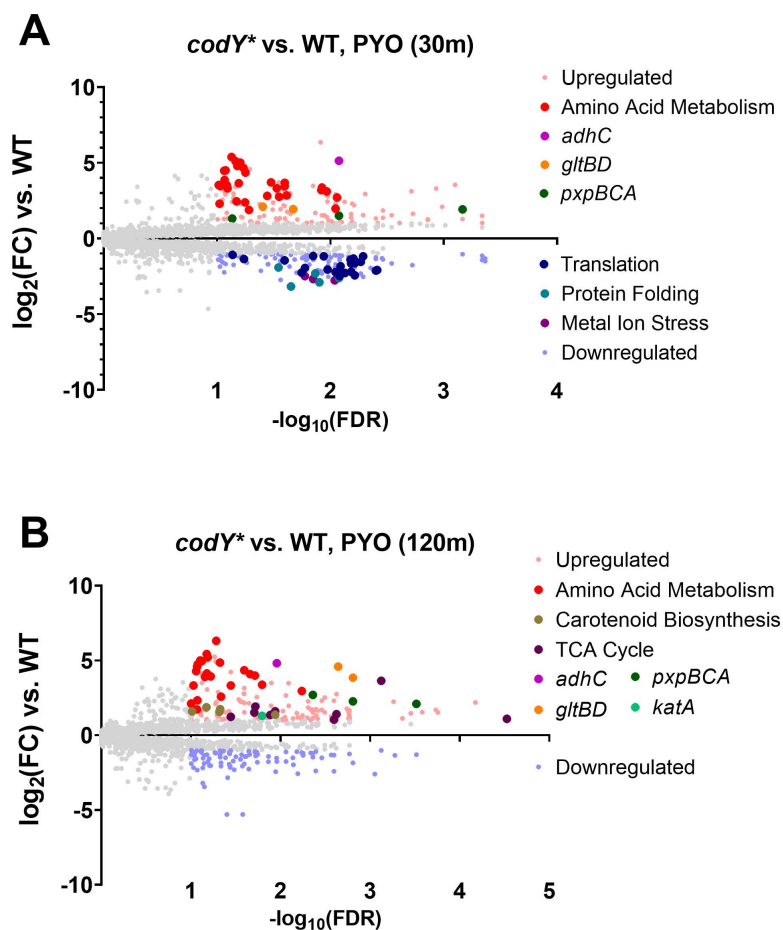 A
codY* vs. WT, PYO (30m)
log2(FC) vs. WT
10
5
0
-5
-10
1
2
3
4
-log10(FDR)
Upregulated
Amino Acid Metabolism
adhC
gltBD
pxpBCA
Translation
Protein Folding
Metal Ion Stress
Downregulated
B
codY* vs. WT, PYO (120m)
log2(FC) vs. WT
10
5
0
-5
-10
1
2
3
4
5
-log10(FDR)
Upregulated
Amino Acid Metabolism
Carotenoid Biosynthesis
TCA Cycle
adhC pxpBCA
gltBD katA
Downregulated